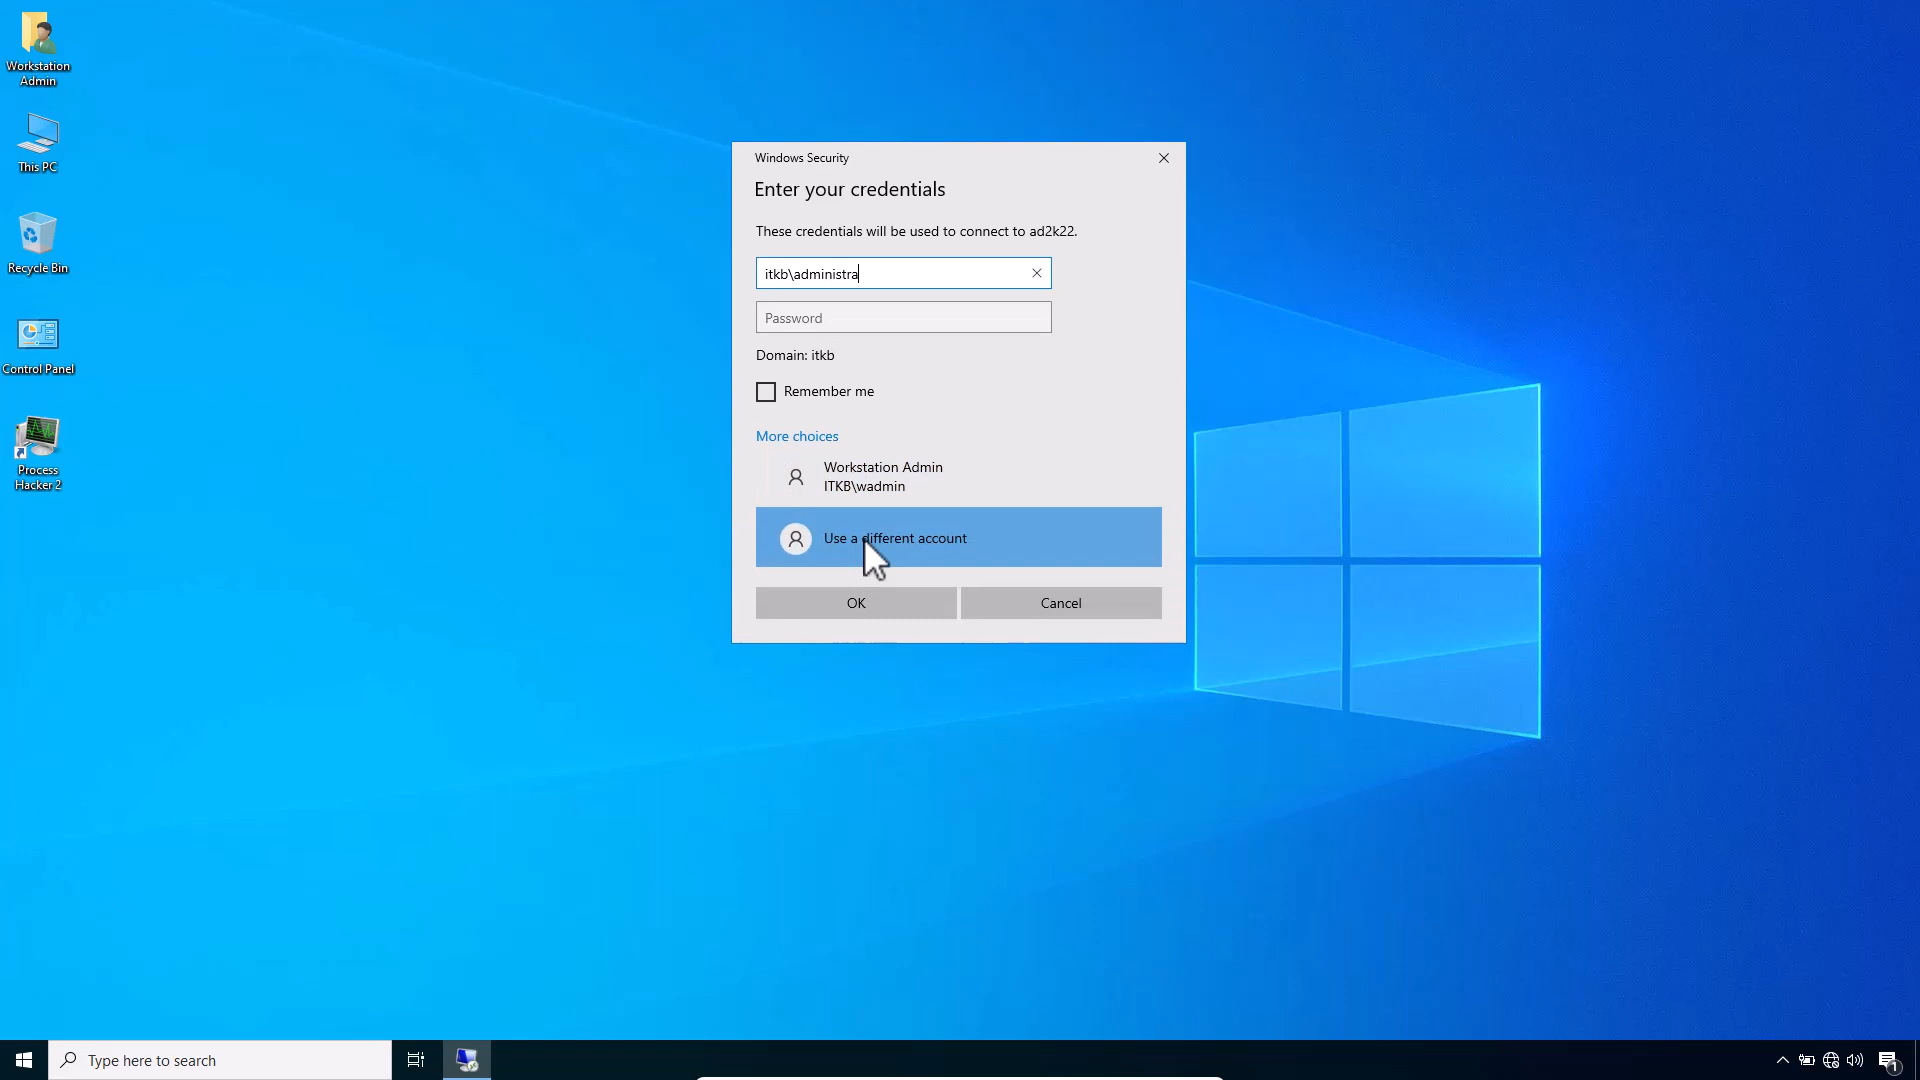 Workstation
Admin
This PC
Recycle Bin
Control Panel
Process
Hacker 2
Windows Security
Enter your credentials
These credentials will be used to connect to ad2k22.
itkb\administra
Password
Domain: itkb
Remember me
More choices
Workstation Admin
ITKB\wadmin
Use a different account
OK
Cancel
Type here to search
1